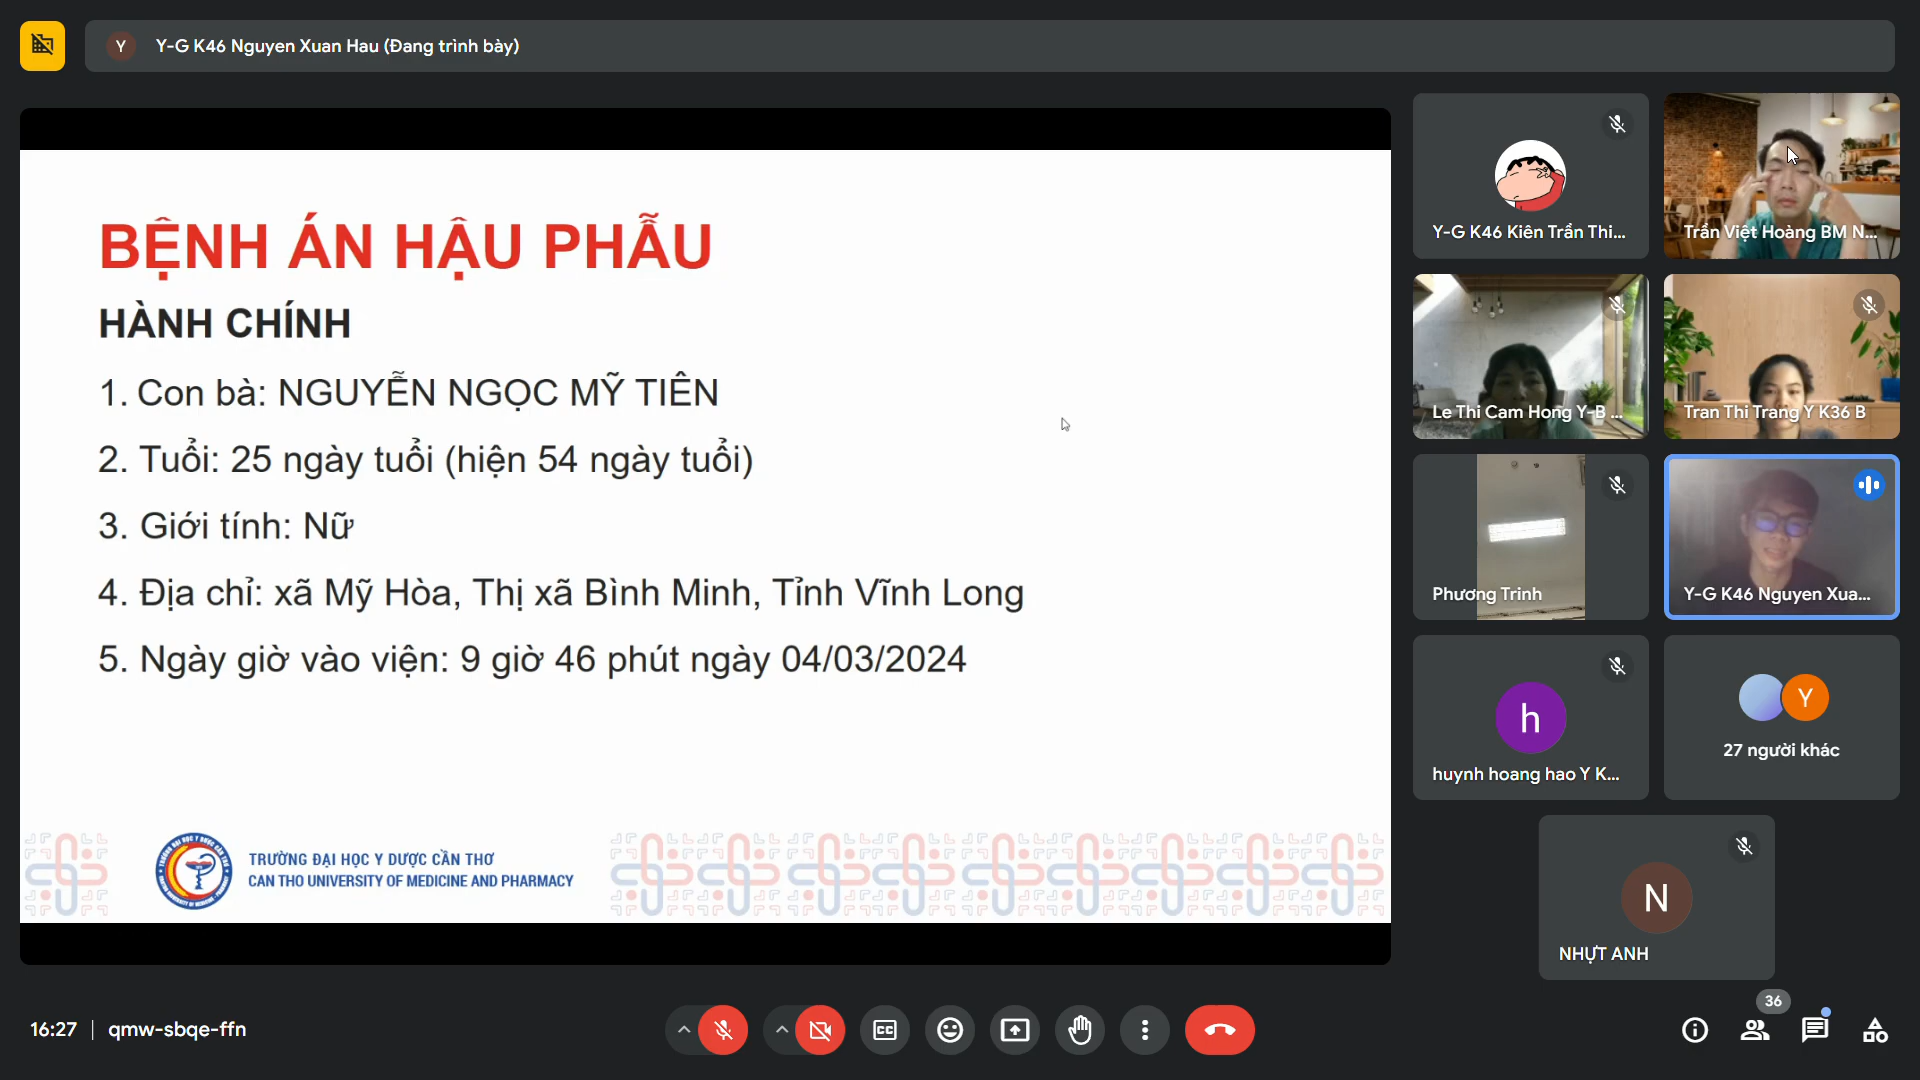 Y
Y-G K46 Nguyen Xuan Hau (Đang trình bày)
BỆNH ÁN HẬU PHẪU
HÀNH CHÍNH
1. Con bà: NGUYỄN NGỌC MỸ TIÊN
2. Tuổi: 25 ngày tuổi (hiện 54 ngày tuổi)
3. Giới tính: Nữ
4. Địa chỉ: xã Mỹ Hòa, Thị xã Bình Minh, Tỉnh Vĩnh Long
5. Ngày giờ vào viện: 9 giờ 46 phút ngày 04/03/2024
TRƯỜNG ĐẠI HỌC Y DƯỢC CẦN THƠ
CAN THO UNIVERSITY OF MEDICINE AND PHARMACY
Y-G K46 Kiên Trần Thi...
Trần Việt Hoàng BM N...
Le Thi Cam Hong Y-B ...
Tran Thi Trang Y K36 B
Phương Trinh
Y-G K46 Nguyen Xua...
h
huynh hoang hao Y K...
Y
27 người khác
N
NHỰT ANH
16:27 | qmw-sbqe-ffn
CC
36